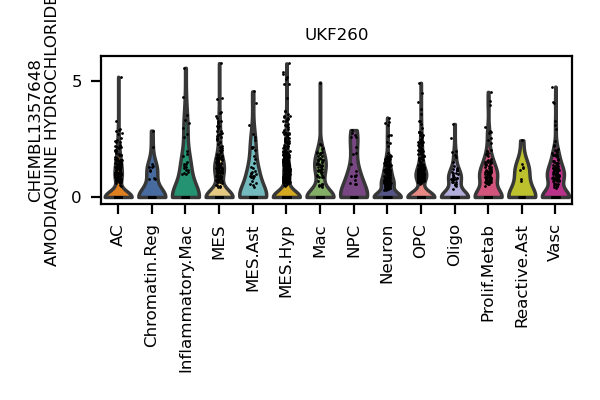 UKF260
CHEMBL1357648
AMODIAQUINE HYDROCHLORIDE
5
0
AC
Chromatin.Reg
Inflammatory.Mac
MES
MES.Ast
MES.Hyp
Mac
NPC
Neuron
OPC
Oligo
Prolif.Metab
Reactive.Ast
Vasc